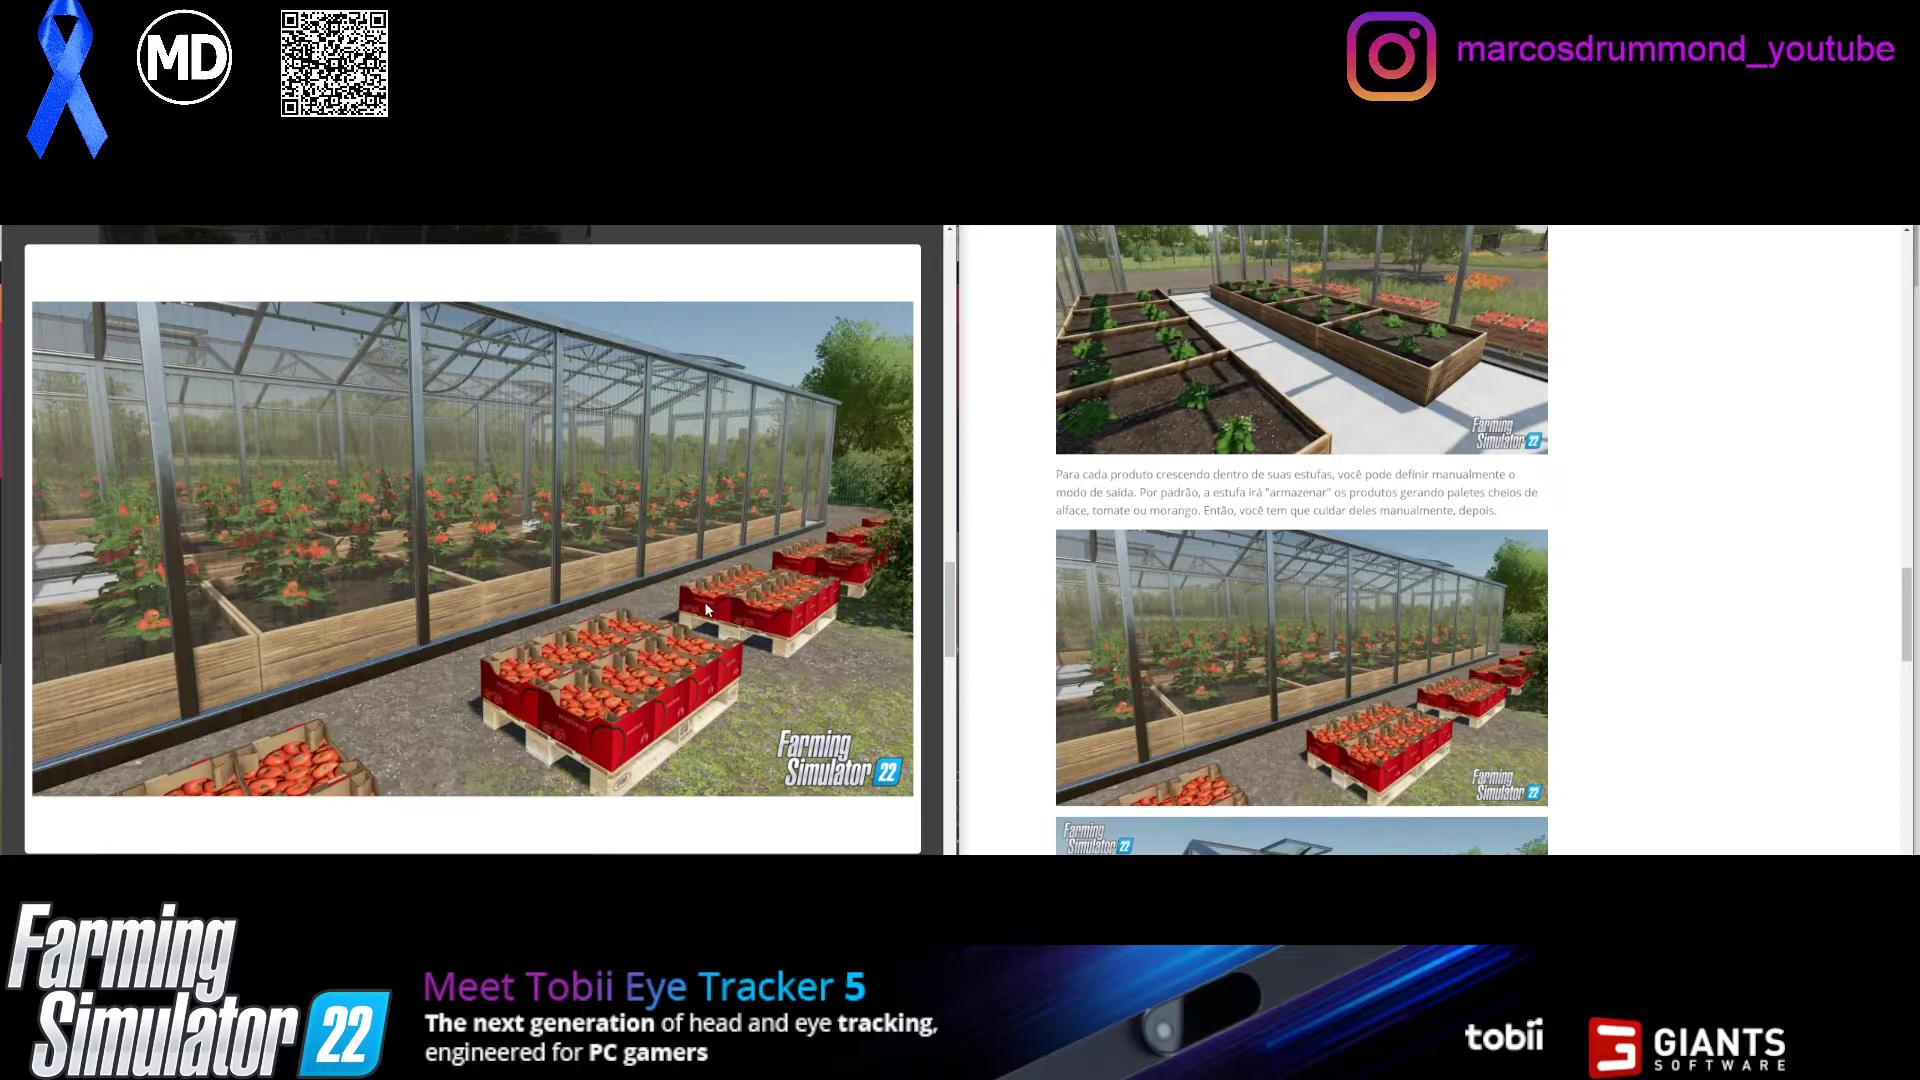 MD
marcosdrummond_youtube
Farming
Simulator 22
Farming
Simulator 22
Para cada produto crescendo dentro de suas estufas, você pode definir manualmente o
modo de saída. Por padrão, a estufa irá "armazenar" os produtos gerando paletes cheios de
alface, tomate ou morango. Então, você tem que cuidar deles manualmente, depois.
Farming
Simulator 22
Farming
Simulator 22
Farming
Simulator 22
Meet Tobii Eye Tracker 5
The next generation of head and eye tracking,
engineered for PC gamers
tobii
GIANTS
SOFTWARE